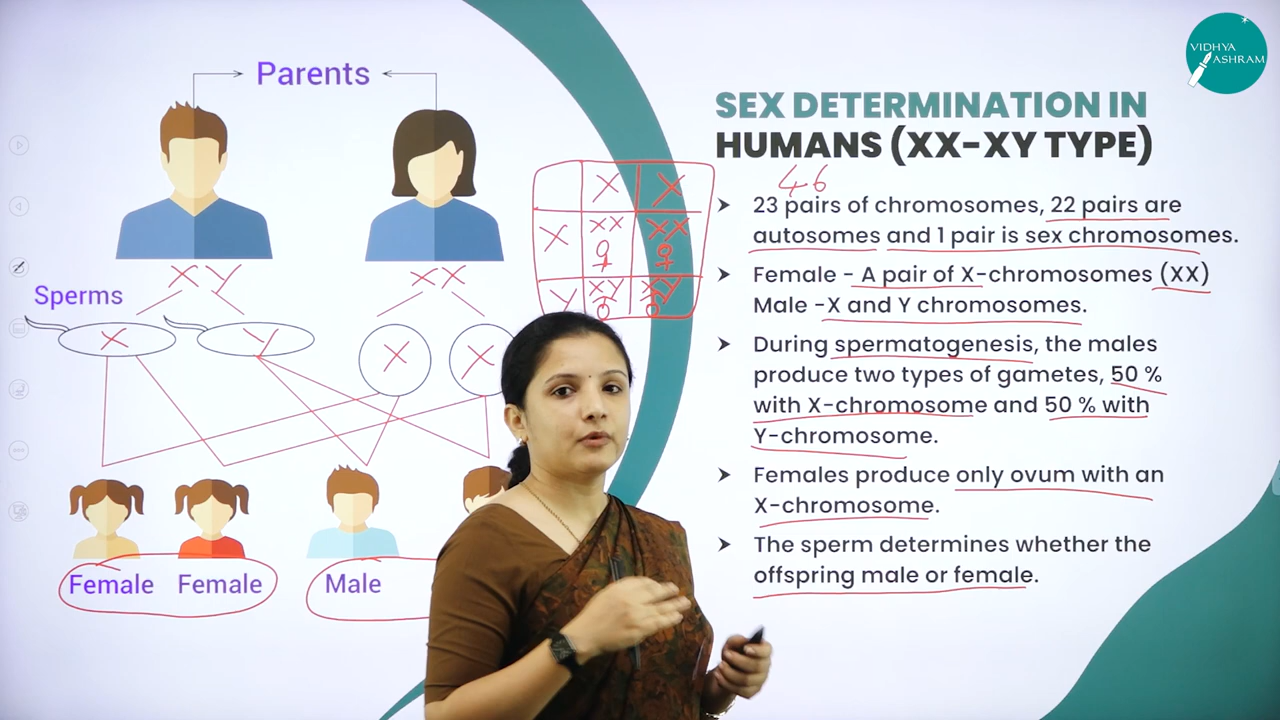 VIDHYA
ASHRAM
Parents
SEX DETERMINATION IN
HUMANS (XX-XY TYPE)
46
23 pairs of chromosomes, 22 pairs are
autosomes and 1 pair is sex chromosomes.
Female - A pair of X-chromosomes (XX)
Male -X and Y chromosomes.
During spermatogenesis, the males
produce two types of gametes, 50 %
with X-chromosome and 50 % with
Y-chromosome.
Females produce only ovum with an
X-chromosome.
The sperm determines whether the
offspring male or female.
X X
X XX XX
♀ ♀
Y XY XY
XY XX
Sperms
X Y X X
Female Female Male